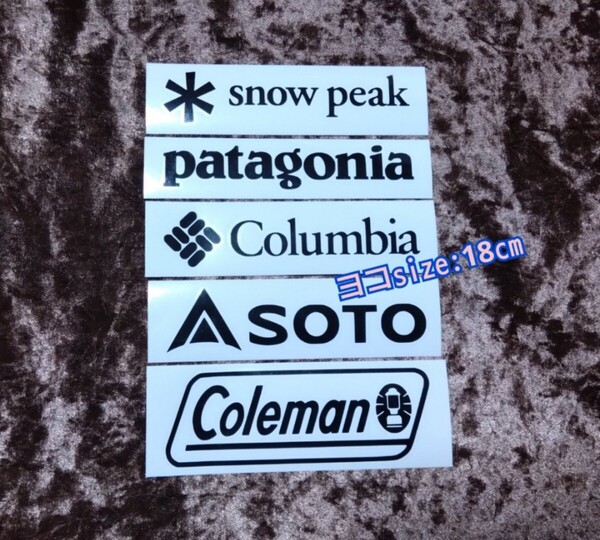 snow peak
patagonia
Columbia
ヨコsize:18cm
SOTO
Coleman